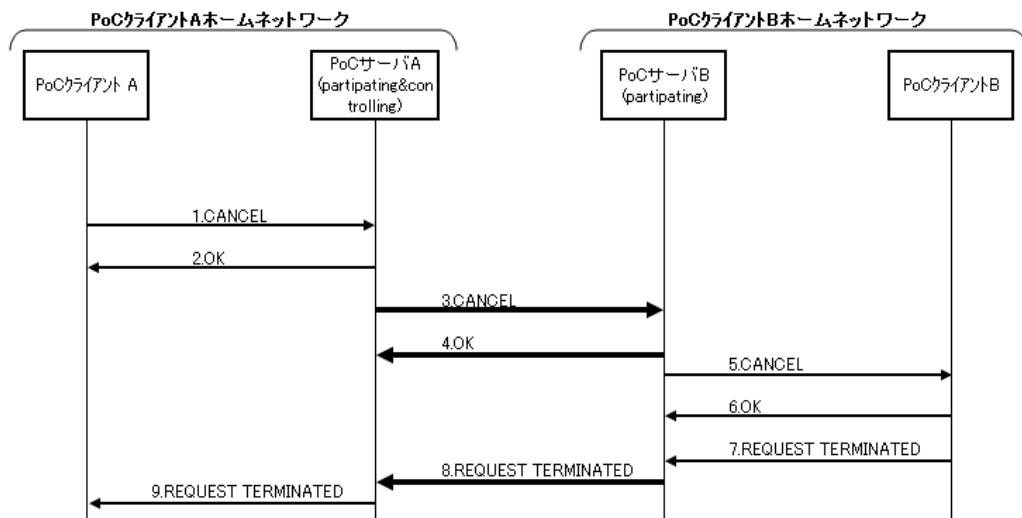 PoCクライアントAホームネットワーク
PoCクライアントBホームネットワーク
PoCクライアント A
PoCサーバA
(partipating&con
trolling)
PoCサーバB
(partipating)
PoCクライアントB
1.CANCEL
2.OK
3.CANCEL
4.OK
5.CANCEL
6.OK
7.REQUEST TERMINATED
8.REQUEST TERMINATED
9.REQUEST TERMINATED